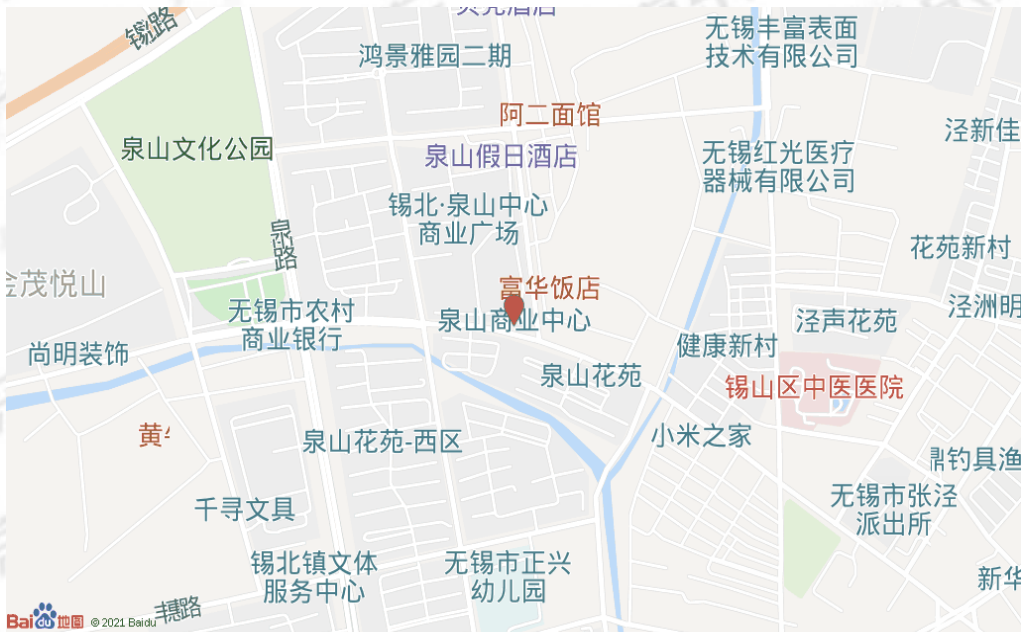 锡路
鸿景雅园二期
无锡丰富表面
技术有限公司
阿二面馆
泾新佳
泉山文化公园
泉山假日酒店
无锡红光医疗
器械有限公司
锡北·泉山中心
商业广场
泉路
花苑新村
金茂悦山
富华饭店
无锡市农村
商业银行
泉山商业中心
泾声花苑
泾洲明
尚明装饰
健康新村
泉山花苑
锡山区中医医院
黄
泉山花苑-西区
小米之家
鼎钓具渔
千寻文具
无锡市张泾
派出所
锡北镇文体
服务中心
无锡市正兴
幼儿园
新华
Bai du 地图 © 2021 Baidu